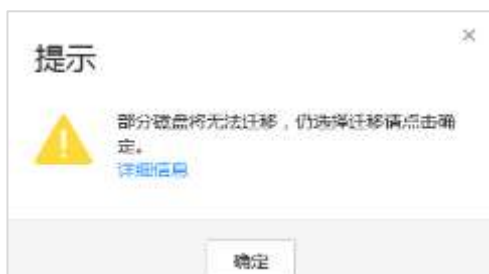 提示
部分磁盘将无法迁移，仍选择迁移请点击确
定。
详细信息
确定